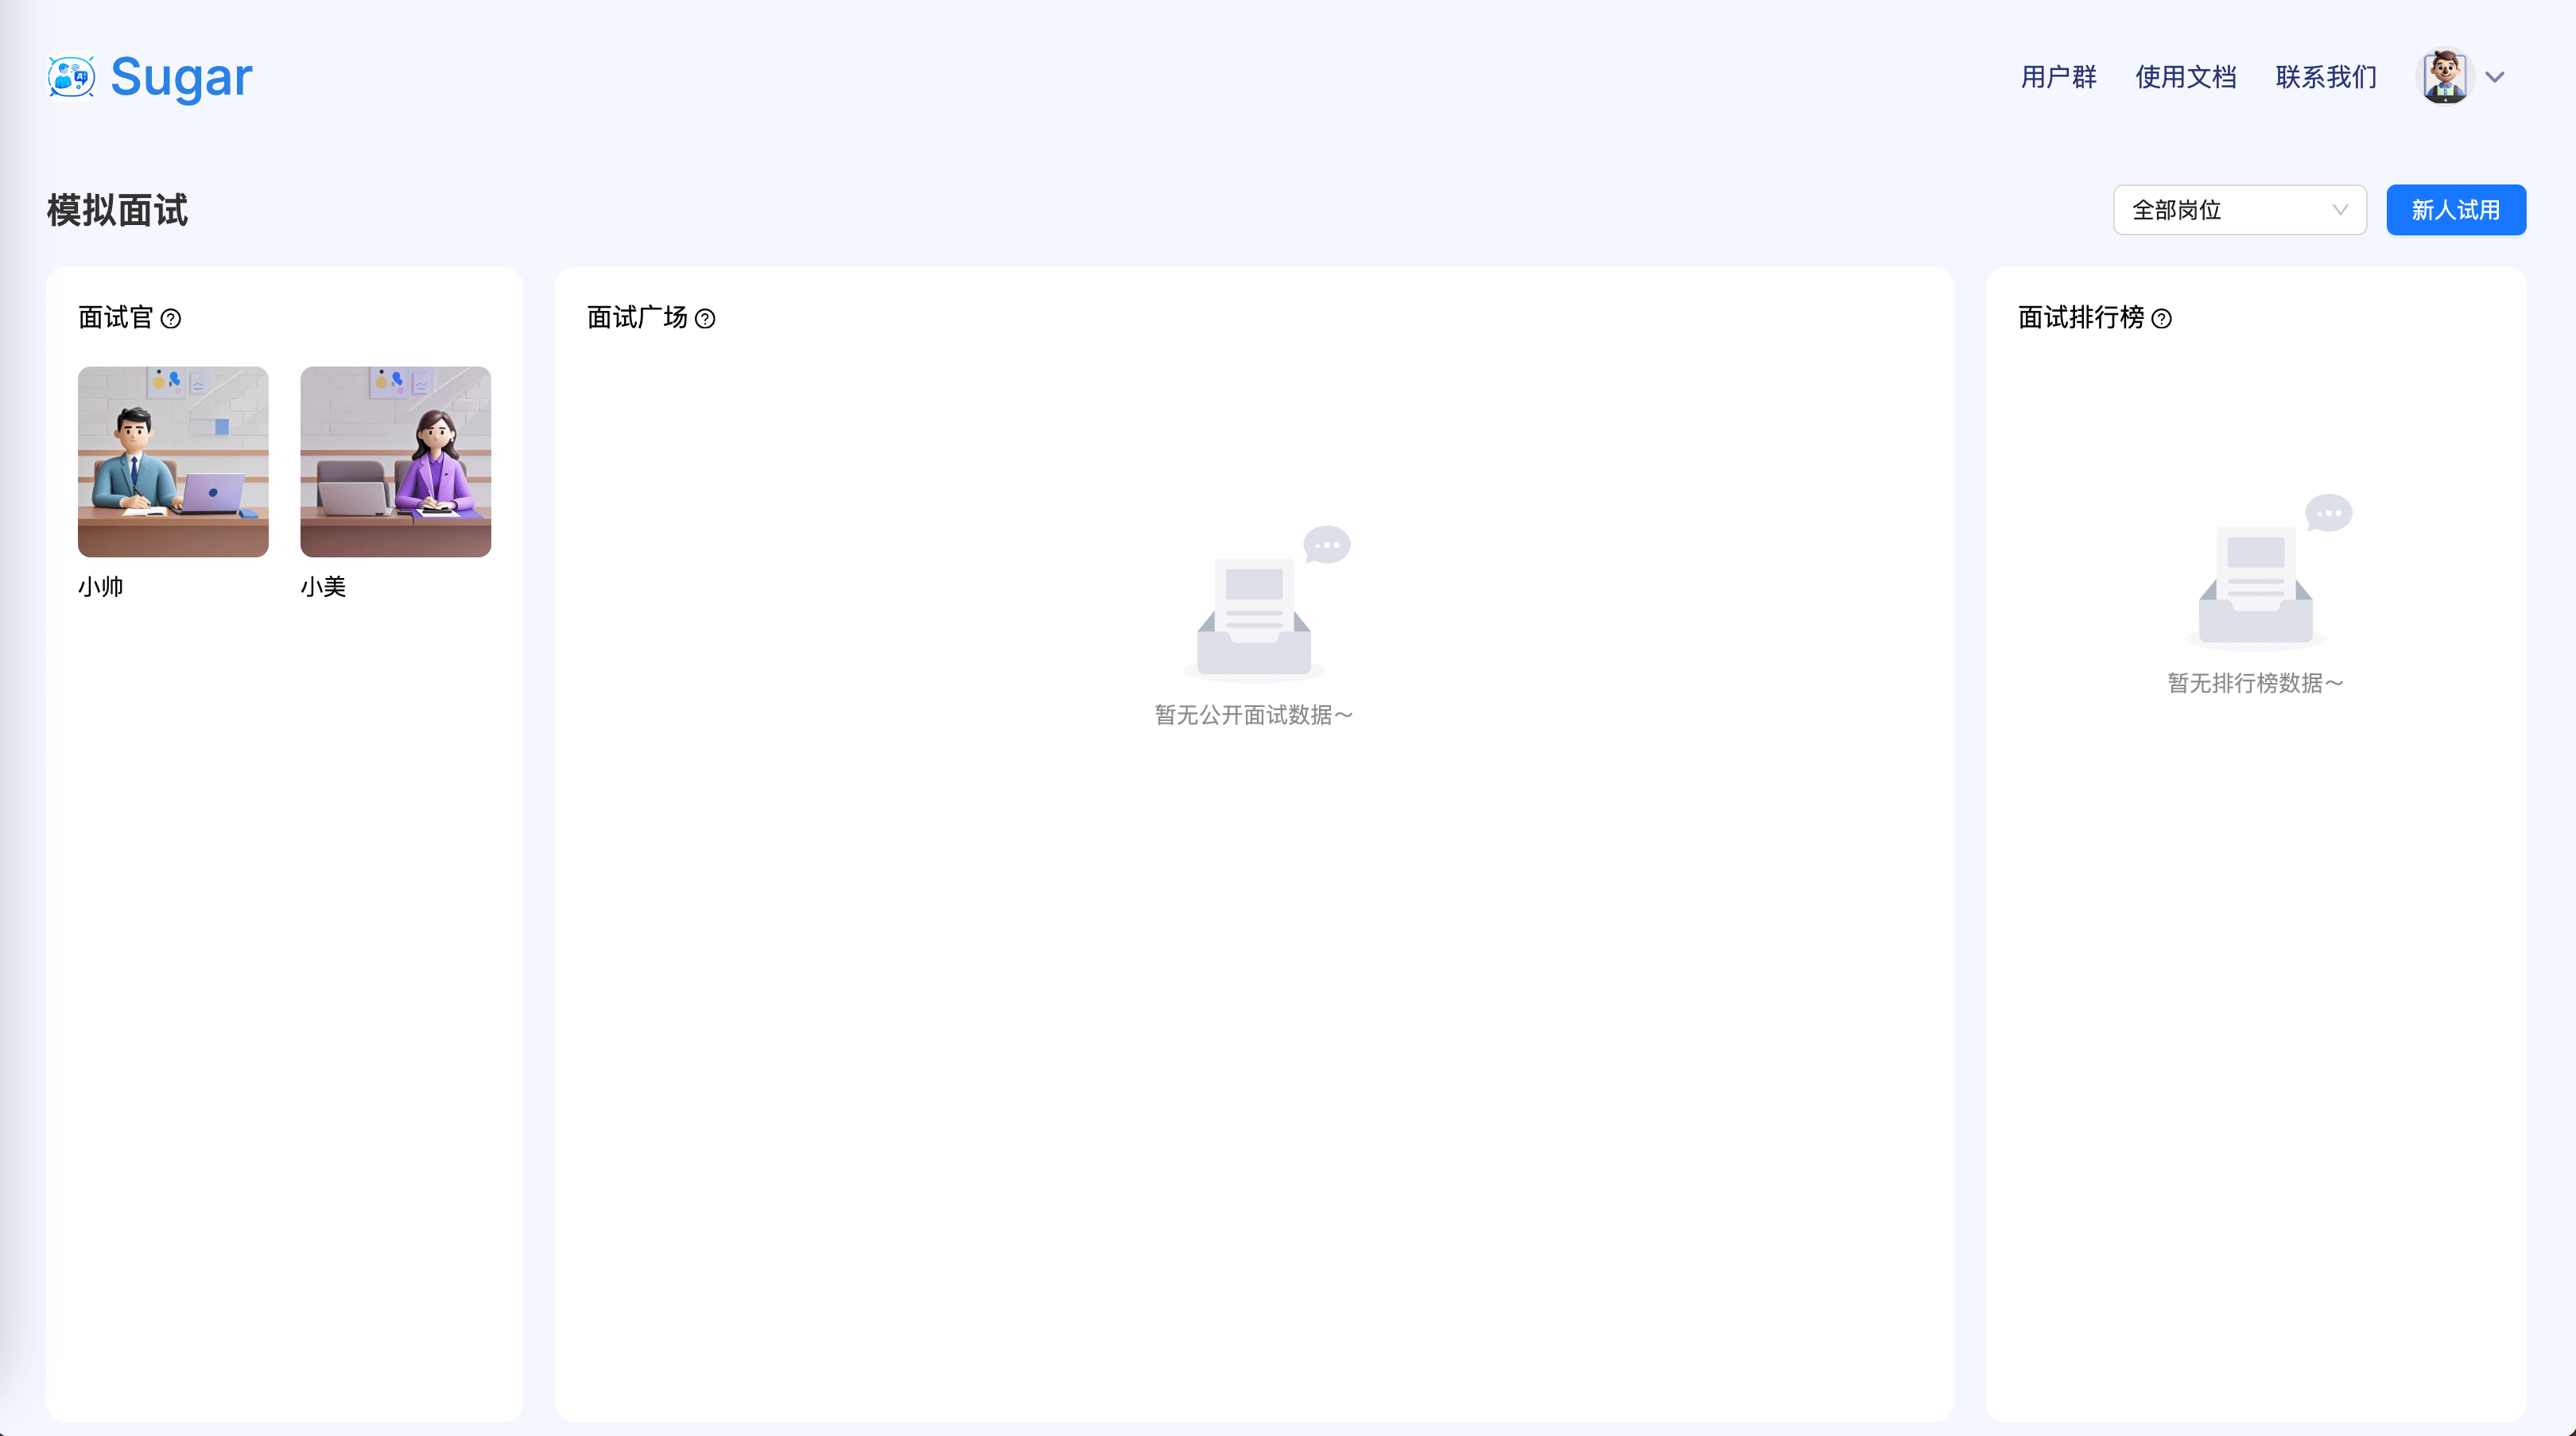 Sugar
用户群 使用文档 联系我们
模拟面试
全部岗位
新人试用
面试官
小帅
小美
面试广场
暂无公开面试数据～
面试排行榜
暂无排行榜数据～